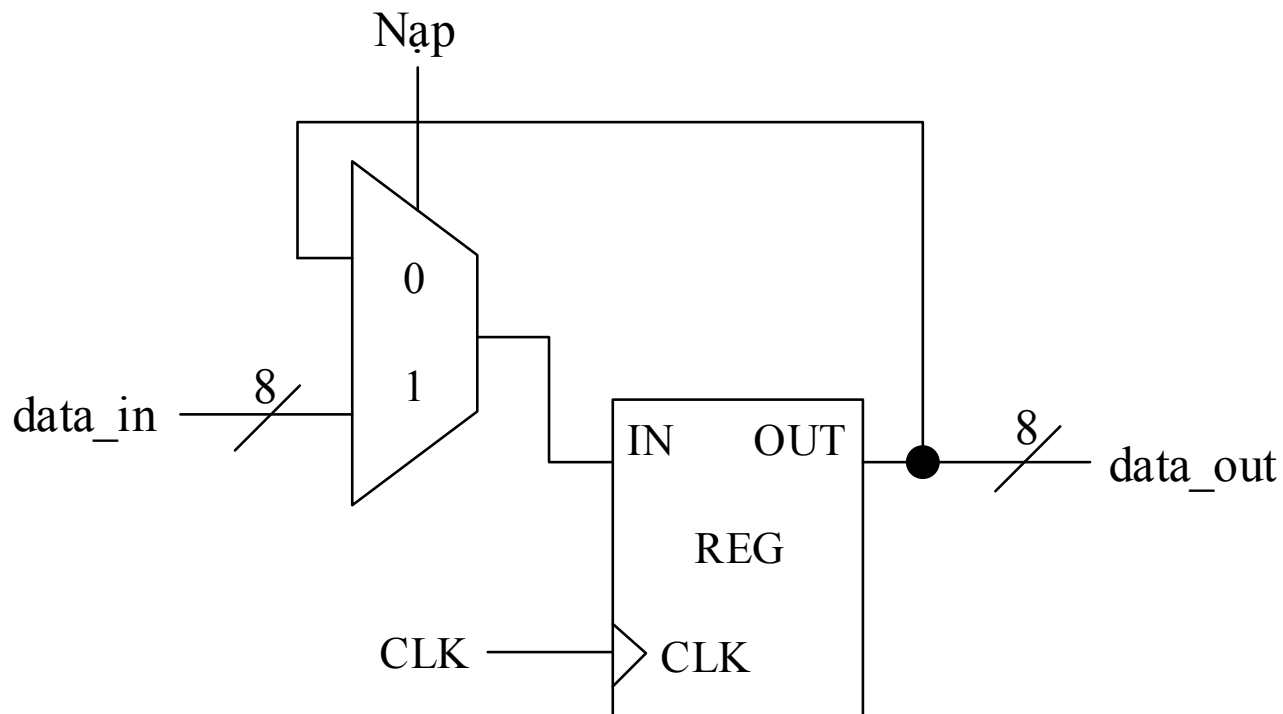 Nạp
0
8
1
data_in
IN OUT
8
data_out
REG
CLK
CLK